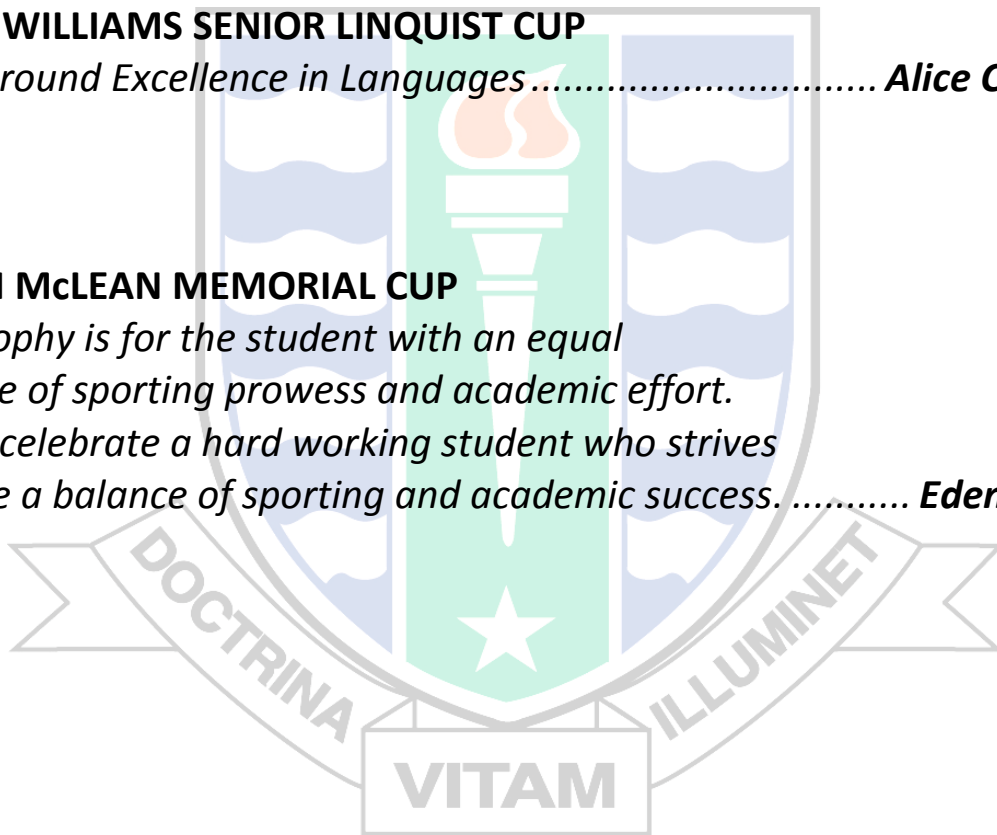 WILLIAMS SENIOR LINQUIST CUP
round Excellence in Languages................................ Alice
McLEAN MEMORIAL CUP
ophy is for the student with an equal
e of sporting prowess and academic effort.
celebrate a hard working student who strives
e a balance of sporting and academic success. ........... Eden
DOCTRINA VITAM ILLUMINET